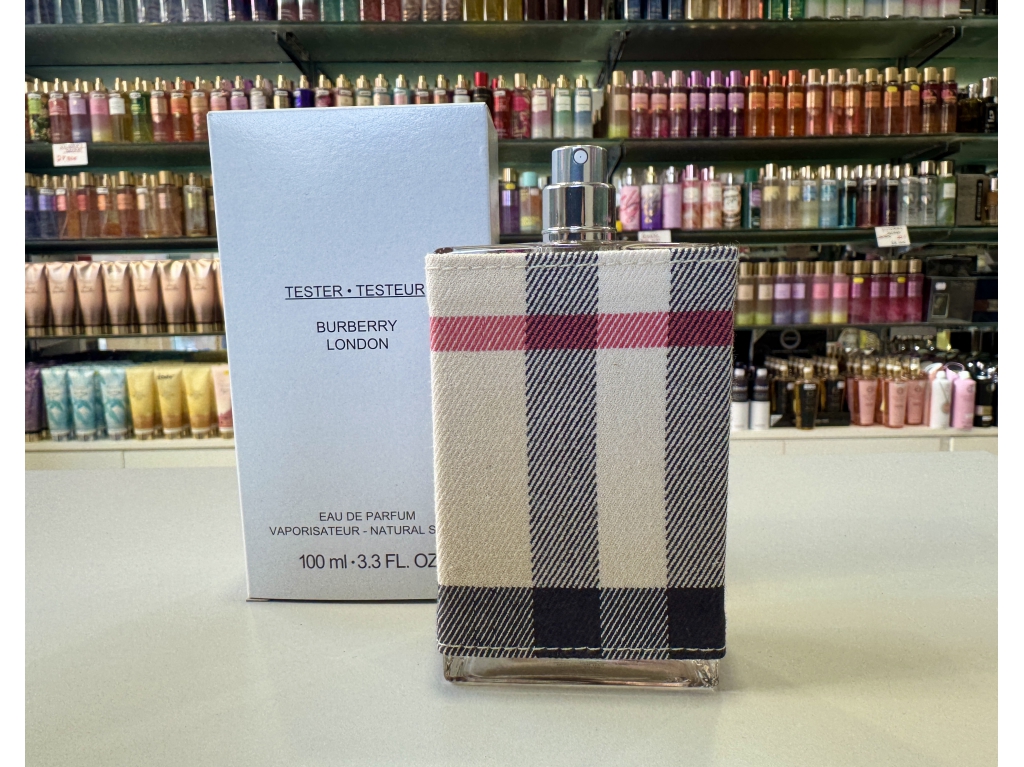 TESTER • TESTEUR
BURBERRY
LONDON
EAU DE PARFUM
VAPORISATEUR - NATURAL S
100 ml • 3.3 FL. OZ